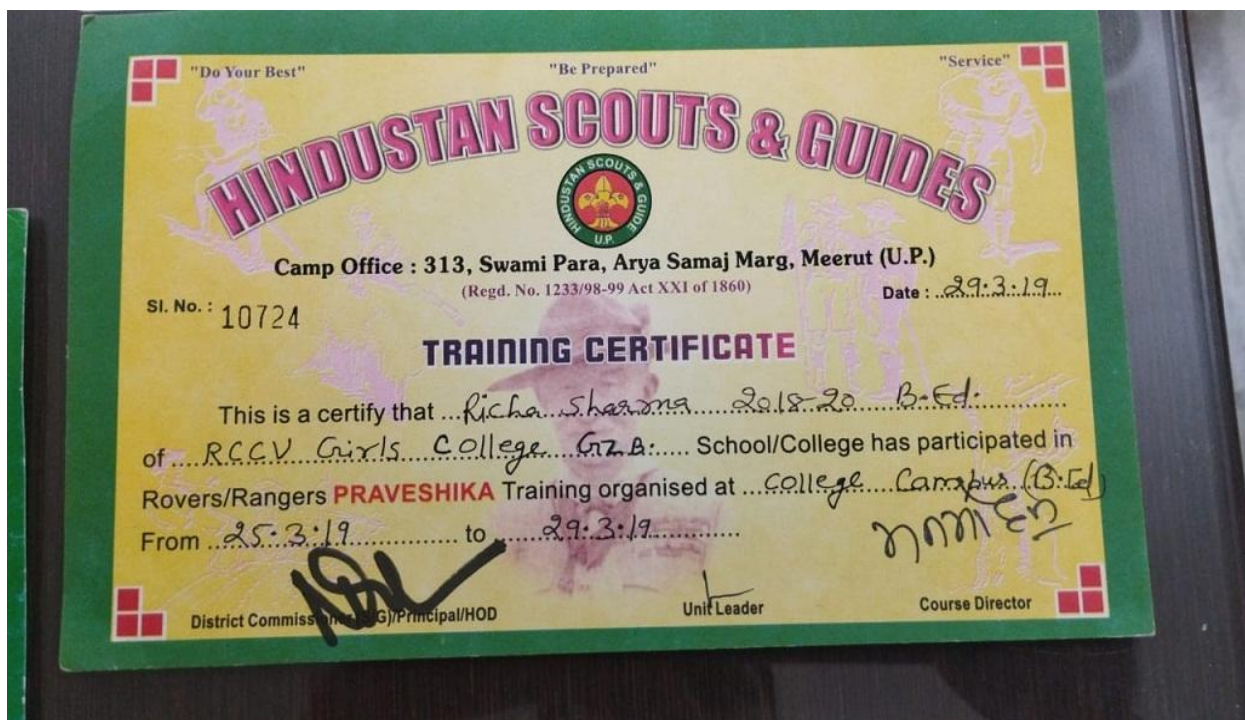 "Do Your Best" "Be Prepared" "Service"
HINDUSTAN SCOUTS & GUIDES
HINDUSTAN SCOUTS & GUIDE
U.P.
Camp Office : 313, Swami Para, Arya Samaj Marg, Meerut (U.P.)
(Regd. No. 1233/98-99 Act XXI of 1860)
Sl. No. : 10724 Date : 29.3.19
TRAINING CERTIFICATE
This is a certify that Richa Sharma 2018-20 B.Ed.
of RCCV Girls College GZB. School/College has participated in
Rovers/Rangers PRAVESHIKA Training organised at College Campus (B.Ed)
From 25.3.19 to 29.3.19
District Commissioner (S/G)/Principal/HOD Unit Leader Course Director